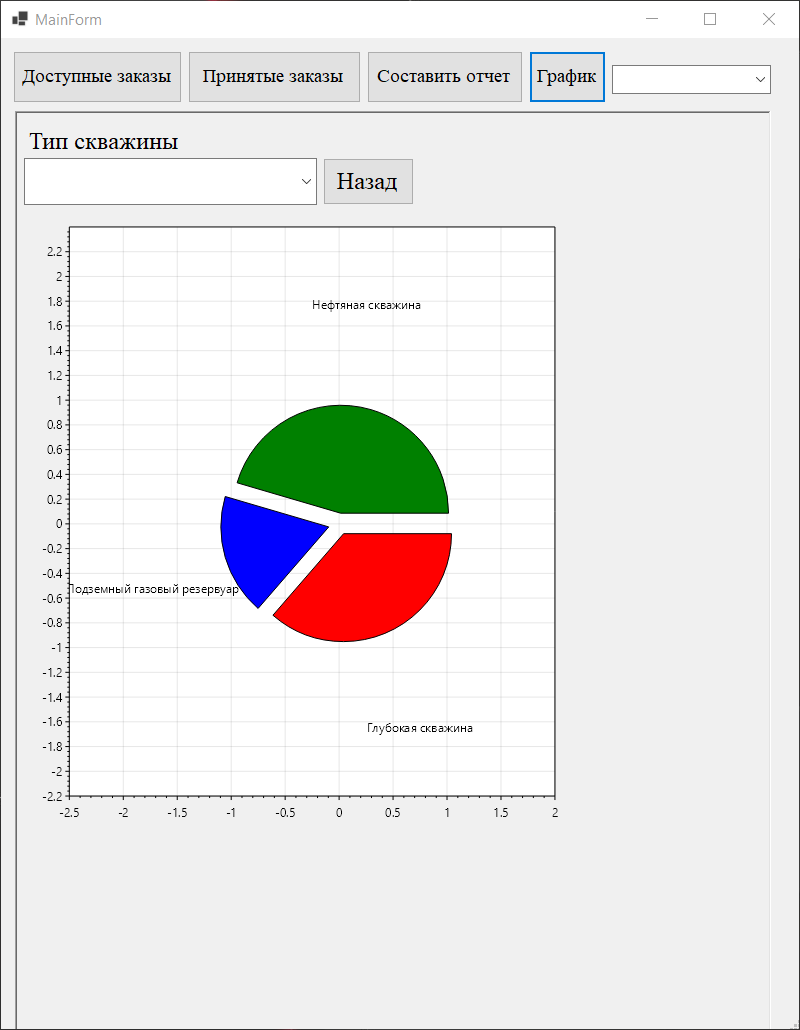 MainForm
Доступные заказы Принятые заказы Составить отчет График
Тип скважины
Назад
2.2
2
1.8
Нефтяная скважина
1.6
1.4
1.2
1
0.8
0.6
0.4
0.2
0
-0.2
-0.4
Подземный газовый резервуар
-0.6
-0.8
-1
-1.2
-1.4
-1.6
Глубокая скважина
-1.8
-2
-2.2
-2.5 -2 -1.5 -1 -0.5 0 0.5 1 1.5 2